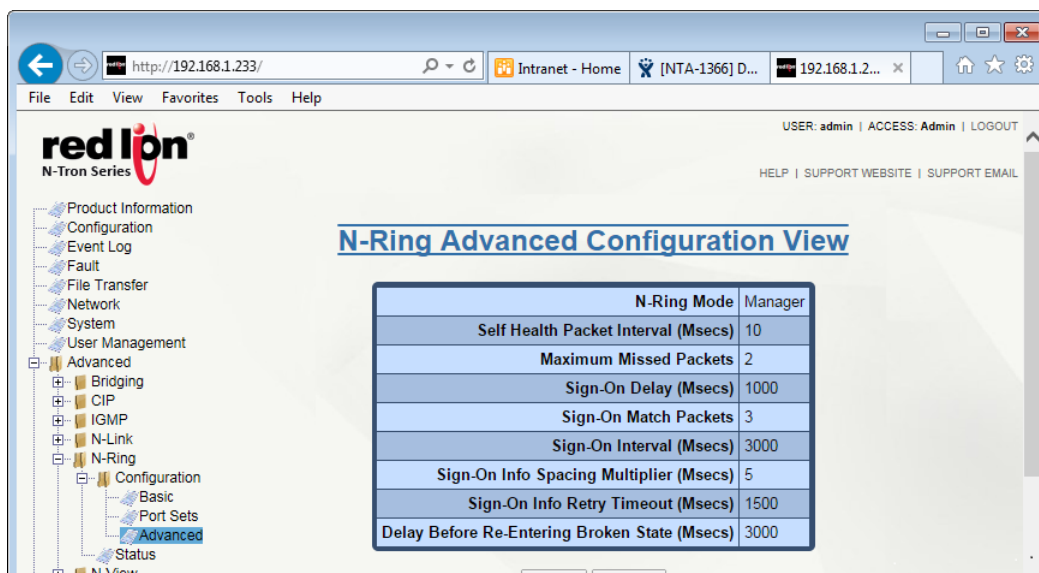 http://192.168.1.233/
Intranet - Home
[NTA-1366] D...
192.168.1.2...
File Edit View Favorites Tools Help
red lion®
N-Tron Series
USER: admin | ACCESS: Admin | LOGOUT
HELP | SUPPORT WEBSITE | SUPPORT EMAIL
Product Information
Configuration
Event Log
Fault
File Transfer
Network
System
User Management
Advanced
Bridging
CIP
IGMP
N-Link
N-Ring
Configuration
Basic
Port Sets
Advanced
Status
N-View
N-Ring Advanced Configuration View
N-Ring Mode Manager
Self Health Packet Interval (Msecs) 10
Maximum Missed Packets 2
Sign-On Delay (Msecs) 1000
Sign-On Match Packets 3
Sign-On Interval (Msecs) 3000
Sign-On Info Spacing Multiplier (Msecs) 5
Sign-On Info Retry Timeout (Msecs) 1500
Delay Before Re-Entering Broken State (Msecs) 3000